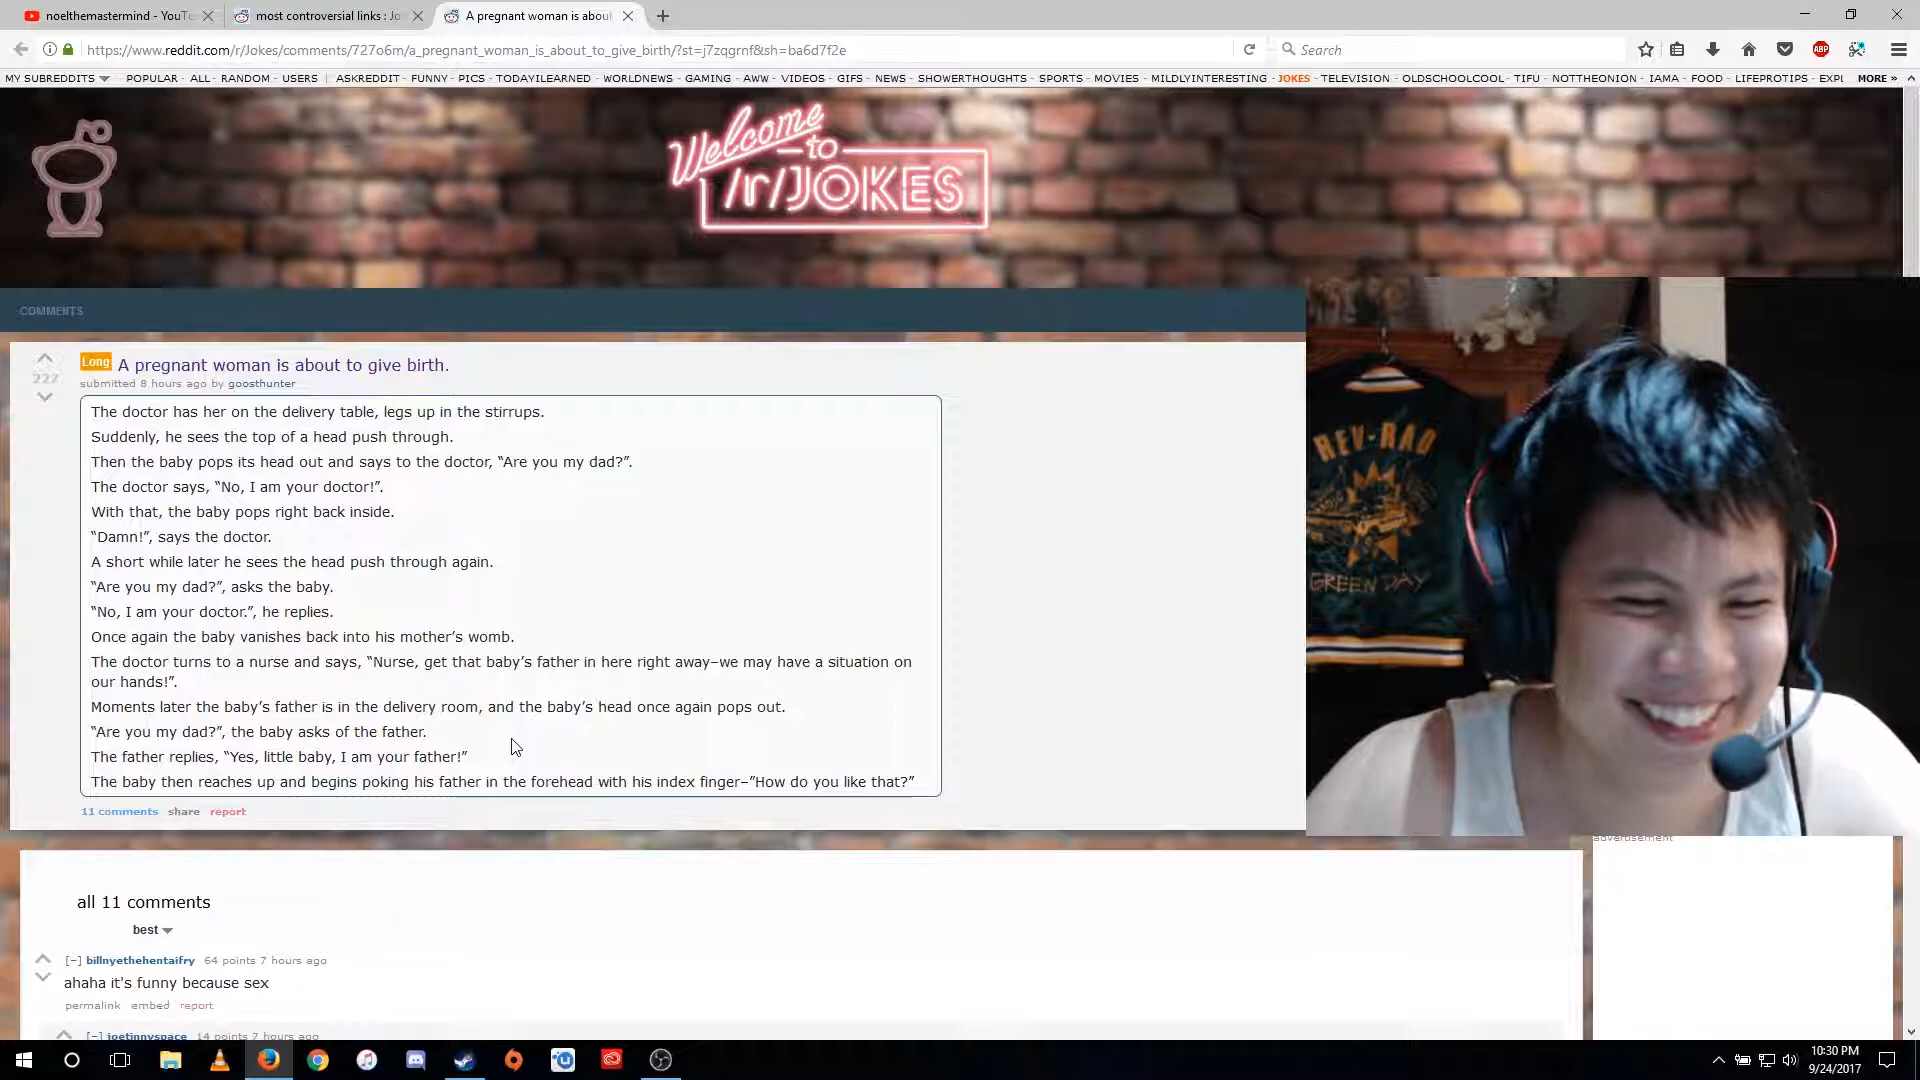 noelthemastermind - YouT
most controversial links : Jo
A pregnant woman is abou
https://www.reddit.com/r/Jokes/comments/727o6m/a_pregnant_woman_is_about_to_give_birth/?st=j7zqgrnf&sh=ba6d7f2e
Search
ABP
MY SUBREDDITS POPULAR - ALL - RANDOM - USERS | ASKREDDIT - FUNNY - PICS - TODAYILEARNED - WORLDNEWS - GAMING - AWW - VIDEOS - GIFS - NEWS - SHOWERTHOUGHTS - SPORTS - MOVIES - MILDLYINTERESTING - JOKES - TELEVISION - OLDSCHOOLCOOL - TIFU - NOTTHEONION - IAMA - FOOD - LIFEPROTIPS - EXPL MORE »
Welcome
to
/r/JOKES
COMMENTS
Long A pregnant woman is about to give birth.
222
submitted 8 hours ago by goosthunter
The doctor has her on the delivery table, legs up in the stirrups.
Suddenly, he sees the top of a head push through.
Then the baby pops its head out and says to the doctor, “Are you my dad?”.
The doctor says, “No, I am your doctor!”.
With that, the baby pops right back inside.
“Damn!”, says the doctor.
A short while later he sees the head push through again.
“Are you my dad?”, asks the baby.
“No, I am your doctor.”, he replies.
Once again the baby vanishes back into his mother’s womb.
The doctor turns to a nurse and says, “Nurse, get that baby’s father in here right away–we may have a situation on
our hands!”.
Moments later the baby’s father is in the delivery room, and the baby’s head once again pops out.
“Are you my dad?”, the baby asks of the father.
The father replies, “Yes, little baby, I am your father!”
The baby then reaches up and begins poking his father in the forehead with his index finger–”How do you like that?”
11 comments share report
REV-RAD
GREEN DAY
advertisement
all 11 comments
best
[–] billnyethehentaifry 64 points 7 hours ago
ahaha it's funny because sex
permalink embed report
[–] joetinnyspace 14 points 7 hours ago
10:30 PM
9/24/2017